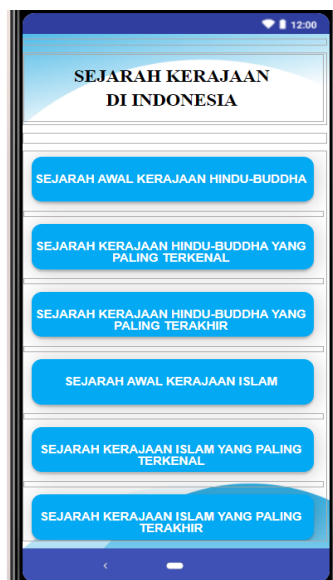 12:00
SEJARAH KERAJAAN
DI INDONESIA
SEJARAH AWAL KERAJAAN HINDU-BUDDHA
SEJARAH KERAJAAN HINDU-BUDDHA YANG
PALING TERKENAL
SEJARAH KERAJAAN HINDU-BUDDHA YANG
PALING TERAKHIR
SEJARAH AWAL KERAJAAN ISLAM
SEJARAH KERAJAAN ISLAM YANG PALING
TERKENAL
SEJARAH KERAJAAN ISLAM YANG PALING
TERAKHIR